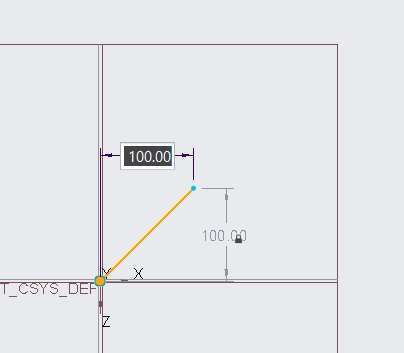 100.00
100.00
Y X
T_CSYS_DEF
Z